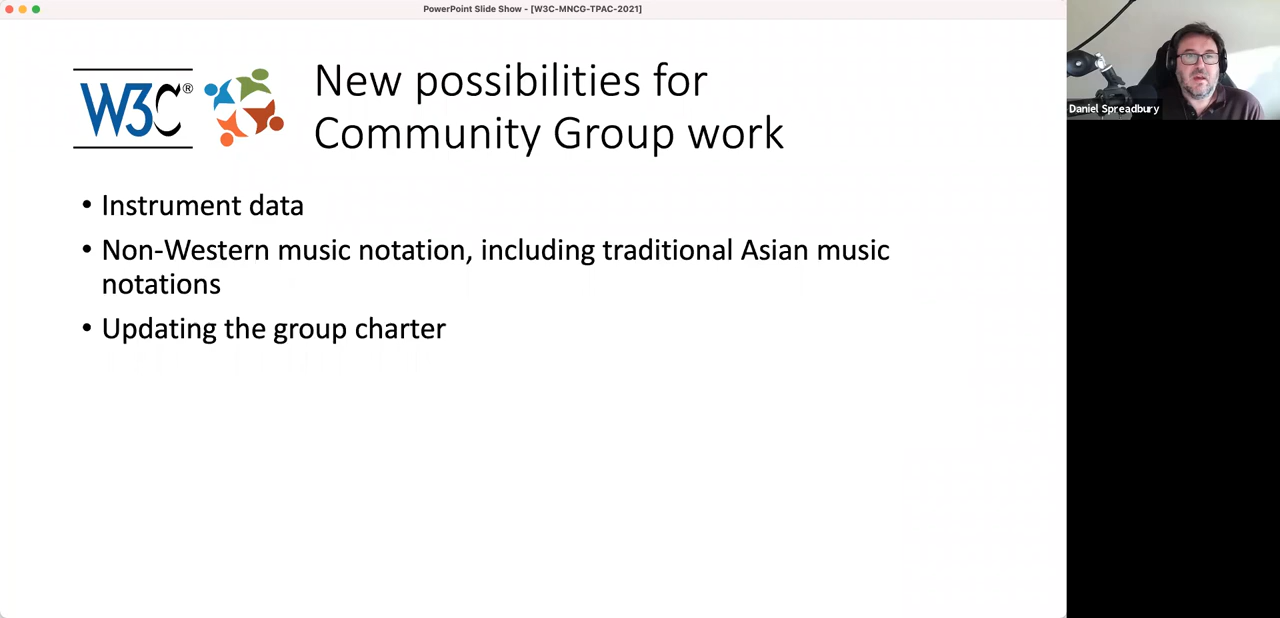 PowerPoint Slide Show - [W3C-MNCG-TPAC-2021]
W3C®
New possibilities for
Community Group work
• Instrument data
• Non-Western music notation, including traditional Asian music
notations
• Updating the group charter
Daniel Spreadbury